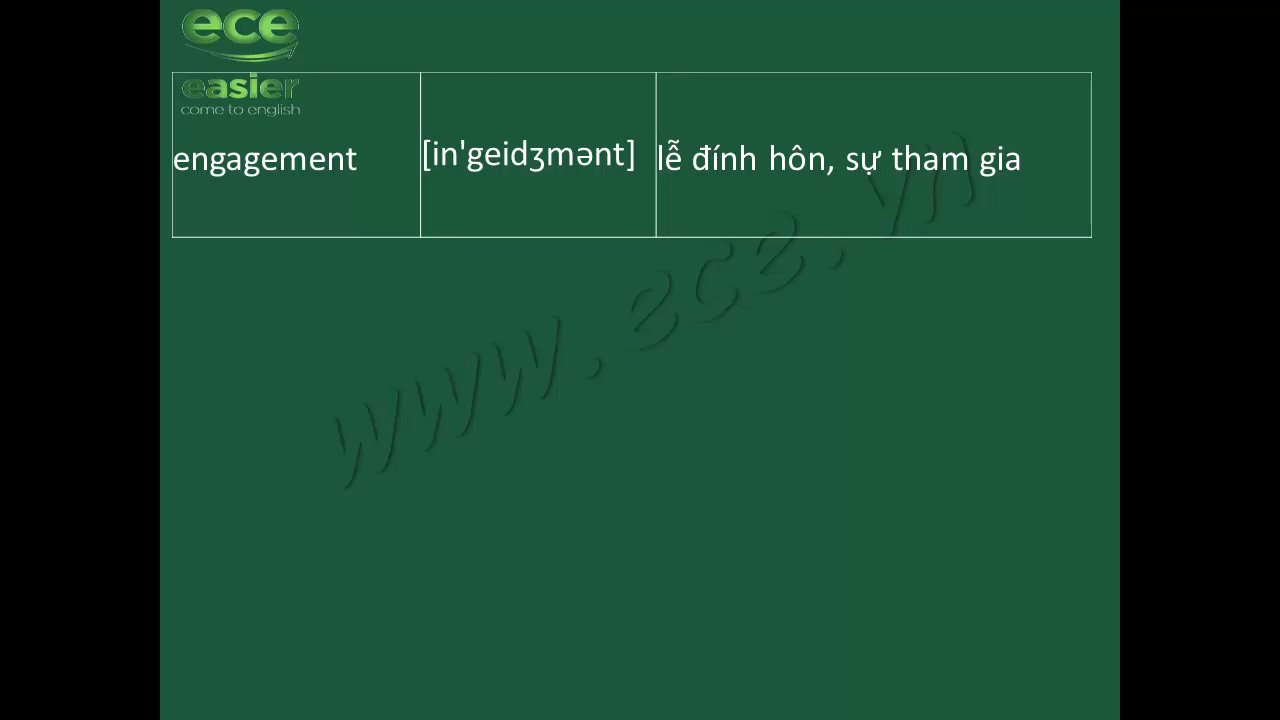 ece
easier
come to english
engagement [in'geidʒmənt] lễ đính hôn, sự tham gia
www.ece.vn